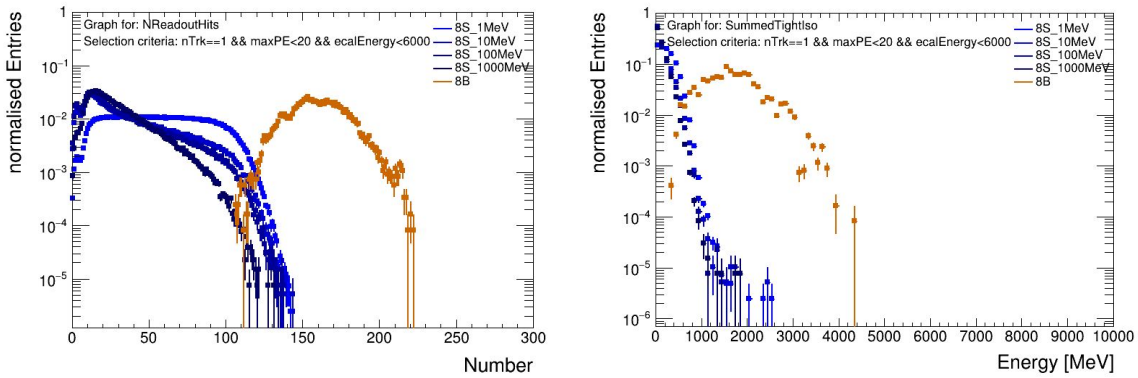 normalised Entries
1
10⁻¹
10⁻²
10⁻³
10⁻⁴
10⁻⁵
Graph for: NReadoutHits
Selection criteria: nTrk==1 && maxPE<20 && ecalEnergy<6000
8S_1MeV
8S_10MeV
8S_100MeV
8S_1000MeV
8B
0 50 100 150 200 250 300
Number
normalised Entries
1
10⁻¹
10⁻²
10⁻³
10⁻⁴
10⁻⁵
10⁻⁶
Graph for: SummedTightIso
Selection criteria: nTrk==1 && maxPE<20 && ecalEnergy<6000
8S_1MeV
8S_10MeV
8S_100MeV
8S_1000MeV
8B
0 1000 2000 3000 4000 5000 6000 7000 8000 9000 10000
Energy [MeV]